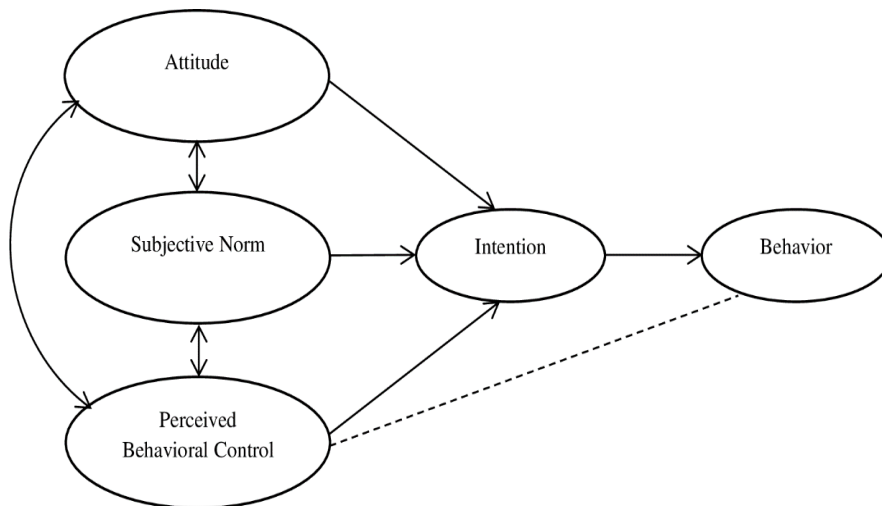 Attitude
Subjective Norm
Intention
Behavior
Perceived
Behavioral Control